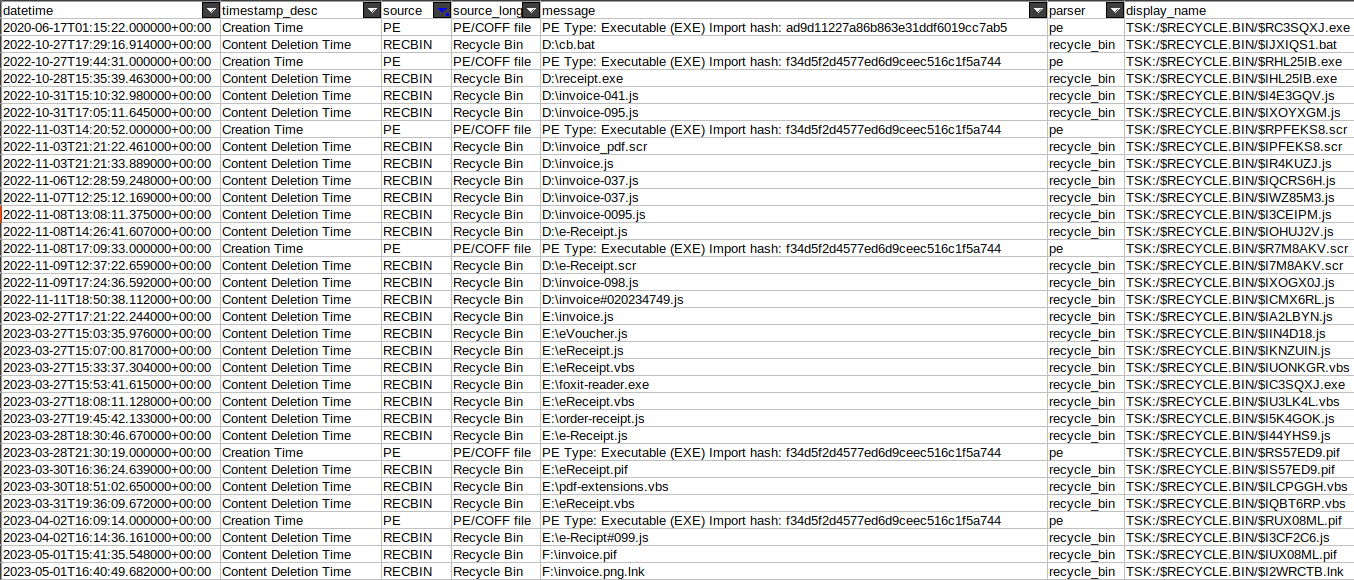 datetime timestamp_desc source source_long message parser display_name
2020-06-17T01:15:22.000000+00:00 Creation Time PE PE/COFF file PE Type: Executable (EXE) Import hash: ad9d11227a86b863e31ddf6019cc7ab5 pe TSK:/$RECYCLE.BIN/$RC3SQXJ.exe
2022-10-27T17:29:16.914000+00:00 Content Deletion Time RECBIN Recycle Bin D:\cb.bat recycle_bin TSK:/$RECYCLE.BIN/$IJXIQS1.bat
2022-10-27T19:44:31.000000+00:00 Creation Time PE PE/COFF file PE Type: Executable (EXE) Import hash: f34d5f2d4577ed6d9ceec516c1f5a744 pe TSK:/$RECYCLE.BIN/$RHL25IB.exe
2022-10-28T15:35:39.463000+00:00 Content Deletion Time RECBIN Recycle Bin D:\receipt.exe recycle_bin TSK:/$RECYCLE.BIN/$IHL25IB.exe
2022-10-31T15:10:32.980000+00:00 Content Deletion Time RECBIN Recycle Bin D:\invoice-041.js recycle_bin TSK:/$RECYCLE.BIN/$I4E3GQV.js
2022-10-31T17:05:11.645000+00:00 Content Deletion Time RECBIN Recycle Bin D:\invoice-095.js recycle_bin TSK:/$RECYCLE.BIN/$IXOYXGM.js
2022-11-03T14:20:52.000000+00:00 Creation Time PE PE/COFF file PE Type: Executable (EXE) Import hash: f34d5f2d4577ed6d9ceec516c1f5a744 pe TSK:/$RECYCLE.BIN/$RPFEKS8.scr
2022-11-03T21:21:22.461000+00:00 Content Deletion Time RECBIN Recycle Bin D:\invoice_pdf.scr recycle_bin TSK:/$RECYCLE.BIN/$IPFEKS8.scr
2022-11-03T21:21:33.889000+00:00 Content Deletion Time RECBIN Recycle Bin D:\invoice.js recycle_bin TSK:/$RECYCLE.BIN/$IR4KUZJ.js
2022-11-06T12:28:59.248000+00:00 Content Deletion Time RECBIN Recycle Bin D:\invoice-037.js recycle_bin TSK:/$RECYCLE.BIN/$IQCRS6H.js
2022-11-07T12:25:12.169000+00:00 Content Deletion Time RECBIN Recycle Bin D:\invoice-037.js recycle_bin TSK:/$RECYCLE.BIN/$IWZ85M3.js
2022-11-08T13:08:11.375000+00:00 Content Deletion Time RECBIN Recycle Bin D:\invoice-0095.js recycle_bin TSK:/$RECYCLE.BIN/$I3CEIPM.js
2022-11-08T14:26:41.607000+00:00 Content Deletion Time RECBIN Recycle Bin D:\e-Receipt.js recycle_bin TSK:/$RECYCLE.BIN/$IOHUJ2V.js
2022-11-08T17:09:33.000000+00:00 Creation Time PE PE/COFF file PE Type: Executable (EXE) Import hash: f34d5f2d4577ed6d9ceec516c1f5a744 pe TSK:/$RECYCLE.BIN/$R7M8AKV.scr
2022-11-09T12:37:22.659000+00:00 Content Deletion Time RECBIN Recycle Bin D:\e-Receipt.scr recycle_bin TSK:/$RECYCLE.BIN/$I7M8AKV.scr
2022-11-09T17:24:36.592000+00:00 Content Deletion Time RECBIN Recycle Bin D:\invoice-098.js recycle_bin TSK:/$RECYCLE.BIN/$IXOGX0J.js
2022-11-11T18:50:38.112000+00:00 Content Deletion Time RECBIN Recycle Bin D:\invoice#020234749.js recycle_bin TSK:/$RECYCLE.BIN/$ICMX6RL.js
2023-02-27T17:21:22.244000+00:00 Content Deletion Time RECBIN Recycle Bin E:\invoice.js recycle_bin TSK:/$RECYCLE.BIN/$IA2LBYN.js
2023-03-27T15:03:35.976000+00:00 Content Deletion Time RECBIN Recycle Bin E:\eVoucher.js recycle_bin TSK:/$RECYCLE.BIN/$IIN4D18.js
2023-03-27T15:07:00.817000+00:00 Content Deletion Time RECBIN Recycle Bin E:\eReceipt.js recycle_bin TSK:/$RECYCLE.BIN/$IKNZUIN.js
2023-03-27T15:33:37.304000+00:00 Content Deletion Time RECBIN Recycle Bin E:\eReceipt.vbs recycle_bin TSK:/$RECYCLE.BIN/$IUONKGR.vbs
2023-03-27T15:53:41.615000+00:00 Content Deletion Time RECBIN Recycle Bin E:\foxit-reader.exe recycle_bin TSK:/$RECYCLE.BIN/$IC3SQXJ.exe
2023-03-27T18:08:11.128000+00:00 Content Deletion Time RECBIN Recycle Bin E:\eReceipt.vbs recycle_bin TSK:/$RECYCLE.BIN/$IU3LK4L.vbs
2023-03-27T19:45:42.133000+00:00 Content Deletion Time RECBIN Recycle Bin E:\order-receipt.js recycle_bin TSK:/$RECYCLE.BIN/$I5K4GOK.js
2023-03-28T18:30:46.670000+00:00 Content Deletion Time RECBIN Recycle Bin E:\e-Receipt.js recycle_bin TSK:/$RECYCLE.BIN/$I44YHS9.js
2023-03-28T21:30:19.000000+00:00 Creation Time PE PE/COFF file PE Type: Executable (EXE) Import hash: f34d5f2d4577ed6d9ceec516c1f5a744 pe TSK:/$RECYCLE.BIN/$RS57ED9.pif
2023-03-30T16:36:24.639000+00:00 Content Deletion Time RECBIN Recycle Bin E:\eReceipt.pif recycle_bin TSK:/$RECYCLE.BIN/$IS57ED9.pif
2023-03-30T18:51:02.650000+00:00 Content Deletion Time RECBIN Recycle Bin E:\pdf-extensions.vbs recycle_bin TSK:/$RECYCLE.BIN/$ILCPGGH.vbs
2023-03-31T19:36:09.672000+00:00 Content Deletion Time RECBIN Recycle Bin E:\eReceipt.vbs recycle_bin TSK:/$RECYCLE.BIN/$IQBT6RP.vbs
2023-04-02T16:09:14.000000+00:00 Creation Time PE PE/COFF file PE Type: Executable (EXE) Import hash: f34d5f2d4577ed6d9ceec516c1f5a744 pe TSK:/$RECYCLE.BIN/$RUX08ML.pif
2023-04-02T16:14:36.161000+00:00 Content Deletion Time RECBIN Recycle Bin E:\e-Recipt#099.js recycle_bin TSK:/$RECYCLE.BIN/$I3CF2C6.js
2023-05-01T15:41:35.548000+00:00 Content Deletion Time RECBIN Recycle Bin F:\invoice.pif recycle_bin TSK:/$RECYCLE.BIN/$IUX08ML.pif
2023-05-01T16:40:49.682000+00:00 Content Deletion Time RECBIN Recycle Bin F:\invoice.png.lnk recycle_bin TSK:/$RECYCLE.BIN/$I2WRCTB.lnk